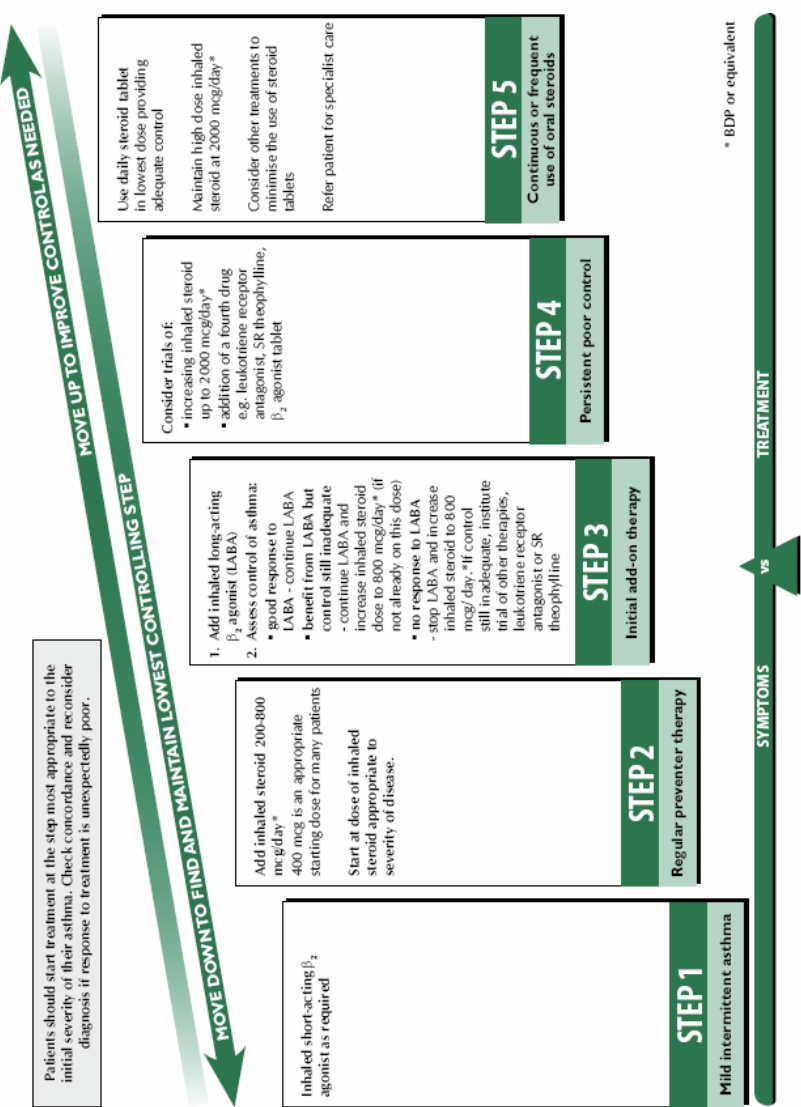 Patients should start treatment at the step most appropriate to the
initial severity of their asthma. Check concordance and reconsider
diagnosis if response to treatment is unexpectedly poor.
MOVE UP TO IMPROVE CONTROL AS NEEDED
MOVE DOWN TO FIND AND MAINTAIN LOWEST CONTROLLING STEP
Inhaled short-acting β₂
agonist as required
STEP 1
Mild intermittent asthma
Add inhaled steroid 200-800
mcg/day*
400 mcg is an appropriate
starting dose for many patients
Start at dose of inhaled
steroid appropriate to
severity of disease.
STEP 2
Regular preventer therapy
1. Add inhaled long-acting
β₂ agonist (LABA)
2. Assess control of asthma:
▪ good response to
LABA - continue LABA
▪ benefit from LABA but
control still inadequate
- continue LABA and
increase inhaled steroid
dose to 800 mcg/day* (if
not already on this dose)
▪ no response to LABA
- stop LABA and increase
inhaled steroid to 800
mcg/ day.*If control
still inadequate, institute
trial of other therapies,
leukotriene receptor
antagonist or SR
theophylline
STEP 3
Initial add-on therapy
Consider trials of:
▪ increasing inhaled steroid
up to 2000 mcg/day*
▪ addition of a fourth drug
e.g. leukotriene receptor
antagonist, SR theophylline,
β₂ agonist tablet
STEP 4
Persistent poor control
Use daily steroid tablet
in lowest dose providing
adequate control
Maintain high dose inhaled
steroid at 2000 mcg/day*
Consider other treatments to
minimise the use of steroid
tablets
Refer patient for specialist care
STEP 5
Continuous or frequent
use of oral steroids
* BDP or equivalent
SYMPTOMS
vs
TREATMENT